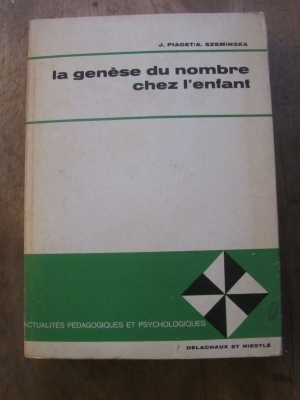 J. PIAGET/A. SZEMINSKA
la genèse du nombre
chez l'enfant
ACTUALITÉS PÉDAGOGIQUES ET PSYCHOLOGIQUES
DELACHAUX ET NIESTLÉ